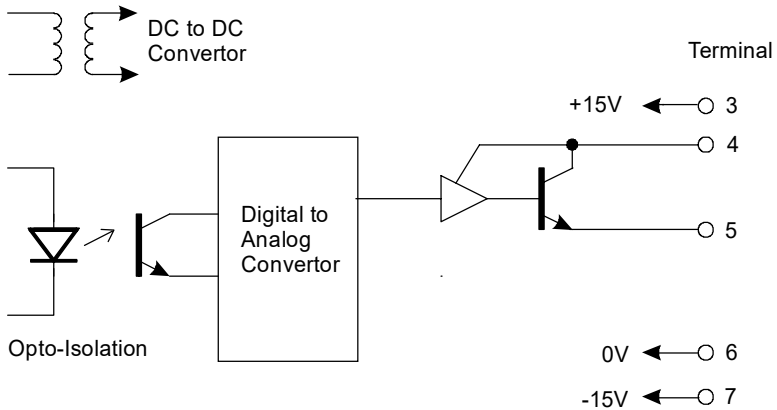 DC to DC
Convertor
Terminal
+15V
3
4
Digital to
Analog
Convertor
5
Opto-Isolation
0V
6
-15V
7